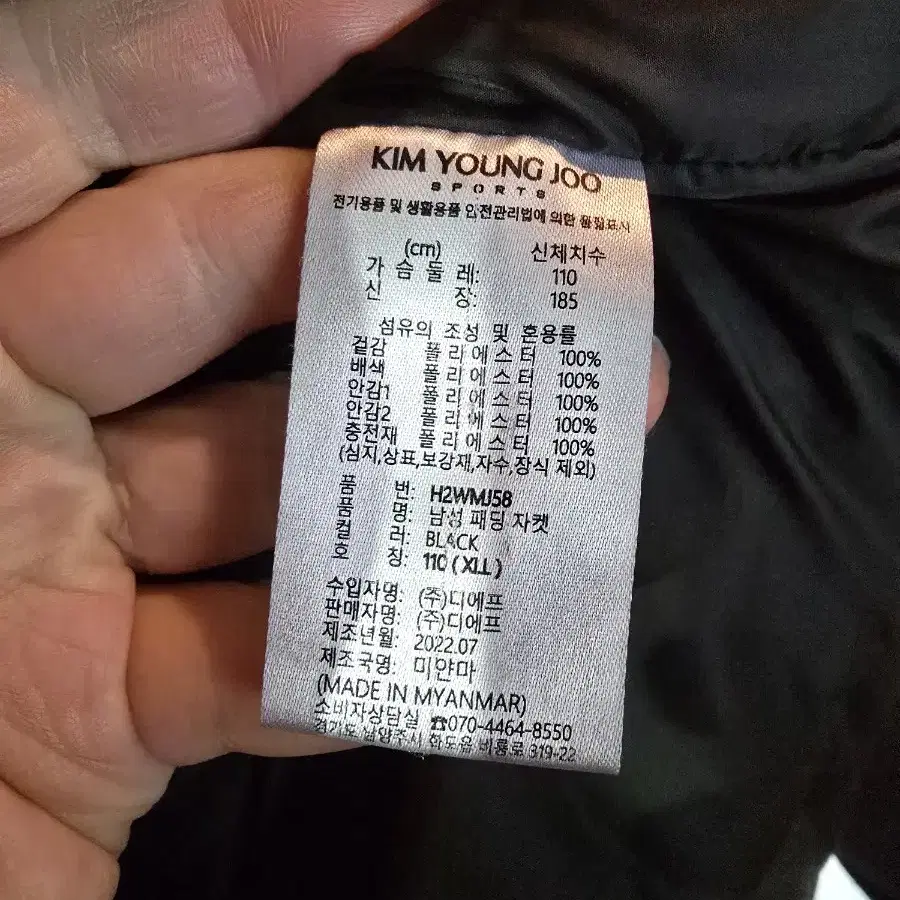 KIM YOUNG JOO
SPORTS
전기용품 및 생활용품 안전관리법에 의한 품질표시
(cm) 신체치수
가 슴 둘 레: 110
신 장: 185
섬유의 조성 및 혼용률
겉감 폴리에스터 100%
배색 폴리에스터 100%
안감1 폴리에스터 100%
안감2 폴리에스터 100%
충전재 폴리에스터 100%
(심지,상표,보강재,자수,장식 제외)
품 번: H2WMJ58
품 명: 남성 패딩 자켓
컬 러: BLACK
호 칭: 110 (XLL)
수입자명: (주)디에프
판매자명: (주)디에프
제조년월: 2022.07
제조국명: 미얀마
(MADE IN MYANMAR)
소비자상담실 ☎070-4464-8550
경기도 남양주시 화도읍 비룡로 319-22